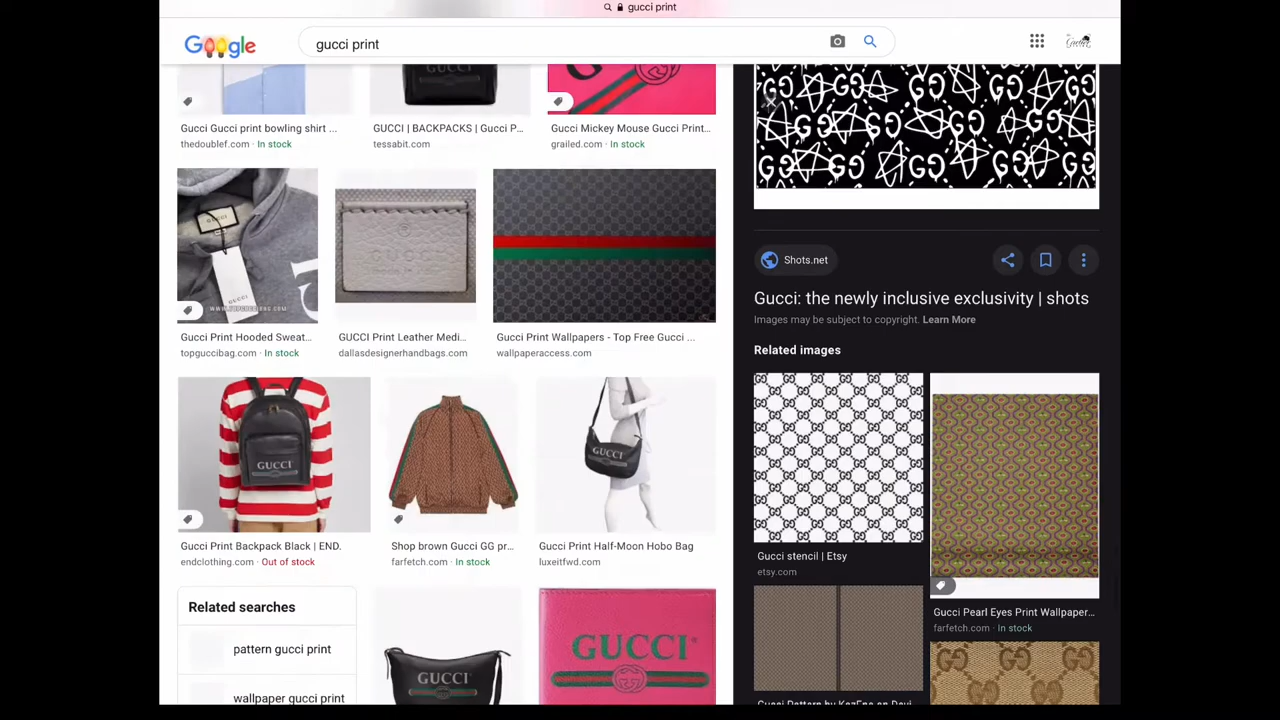 gucci print
Google
gucci print
Gucci Gucci print bowling shirt ...
thedoublef.com · In stock
GUCCI | BACKPACKS | Gucci P...
tessabit.com
Gucci Mickey Mouse Gucci Print...
grailed.com · In stock
GUCCI
WWW.TOPGUCCIBAG.COM
Gucci Print Hooded Sweat...
topguccibag.com · In stock
GUCCI Print Leather Medi...
dallasdesignerhandbags.com
Gucci Print Wallpapers - Top Free Gucci ...
wallpaperaccess.com
GUCCI
Gucci Print Backpack Black | END.
endclothing.com · Out of stock
Shop brown Gucci GG pr...
farfetch.com · In stock
GUCCI
Gucci Print Half-Moon Hobo Bag
luxeitfwd.com
Related searches
pattern gucci print
wallpaper gucci print
GUCCI
GUCCI
Shots.net
Gucci: the newly inclusive exclusivity | shots
Images may be subject to copyright. Learn More
Related images
Gucci stencil | Etsy
etsy.com
Gucci Pearl Eyes Print Wallpaper...
farfetch.com · In stock